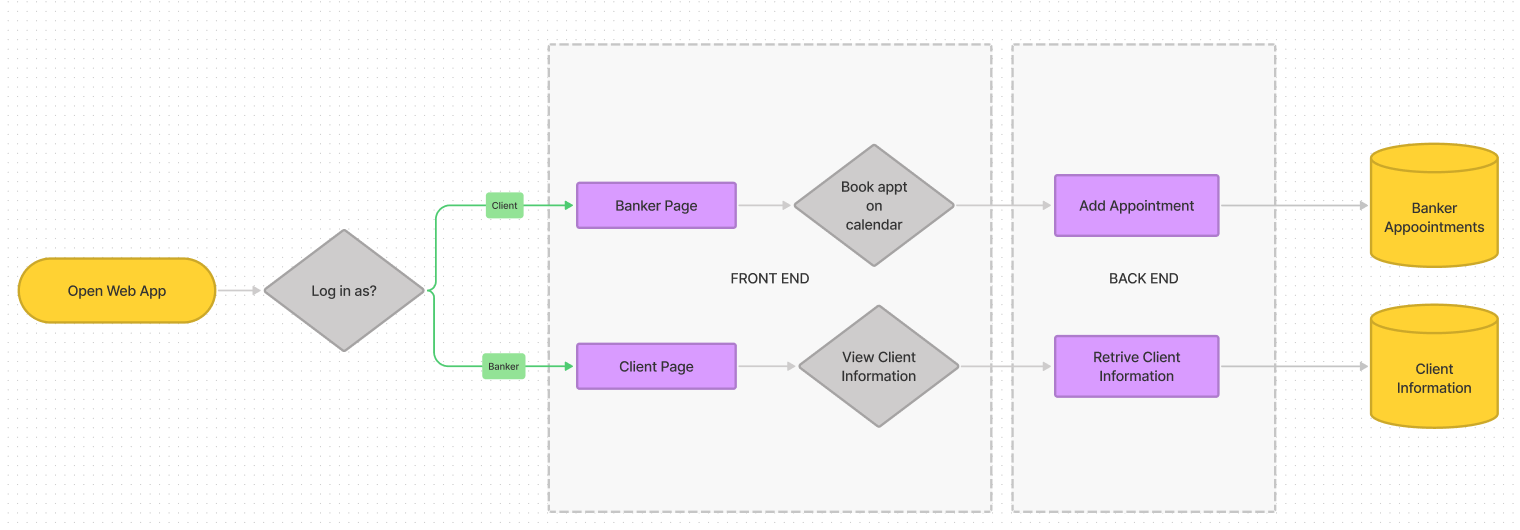 Open Web App
Log in as?
Client
Banker Page
Book appt
on
calendar
Add Appointment
Banker
Appoointments
FRONT END
BACK END
Banker
Client Page
View Client
Information
Retrive Client
Information
Client
Information